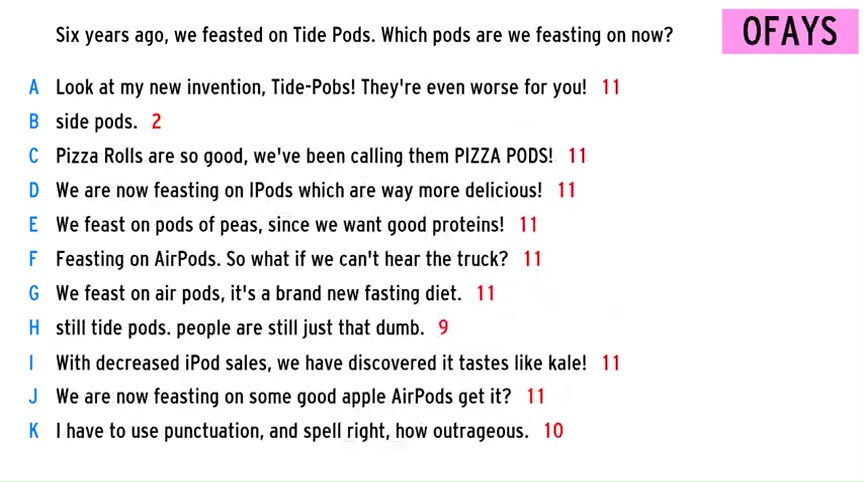 Six years ago, we feasted on Tide Pods. Which pods are we feasting on now?
OFAYS
A Look at my new invention, Tide-Pobs! They're even worse for you! 11
B side pods. 2
C Pizza Rolls are so good, we've been calling them PIZZA PODS! 11
D We are now feasting on IPods which are way more delicious! 11
E We feast on pods of peas, since we want good proteins! 11
F Feasting on AirPods. So what if we can't hear the truck? 11
G We feast on air pods, it's a brand new fasting diet. 11
H still tide pods. people are still just that dumb. 9
I With decreased iPod sales, we have discovered it tastes like kale! 11
J We are now feasting on some good apple AirPods get it? 11
K I have to use punctuation, and spell right, how outrageous. 10